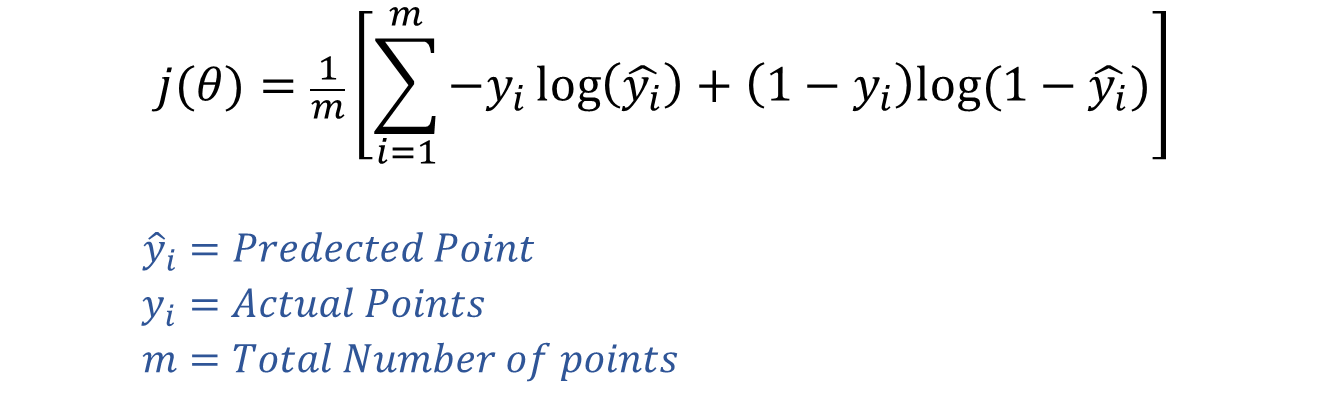 j(θ) = 1/m [∑_{i=1}^{m} −y_i log(ŷ_i) + (1 − y_i)log(1 − ŷ_i)]
ŷ_i = Predected Point
y_i = Actual Points
m = Total Number of points